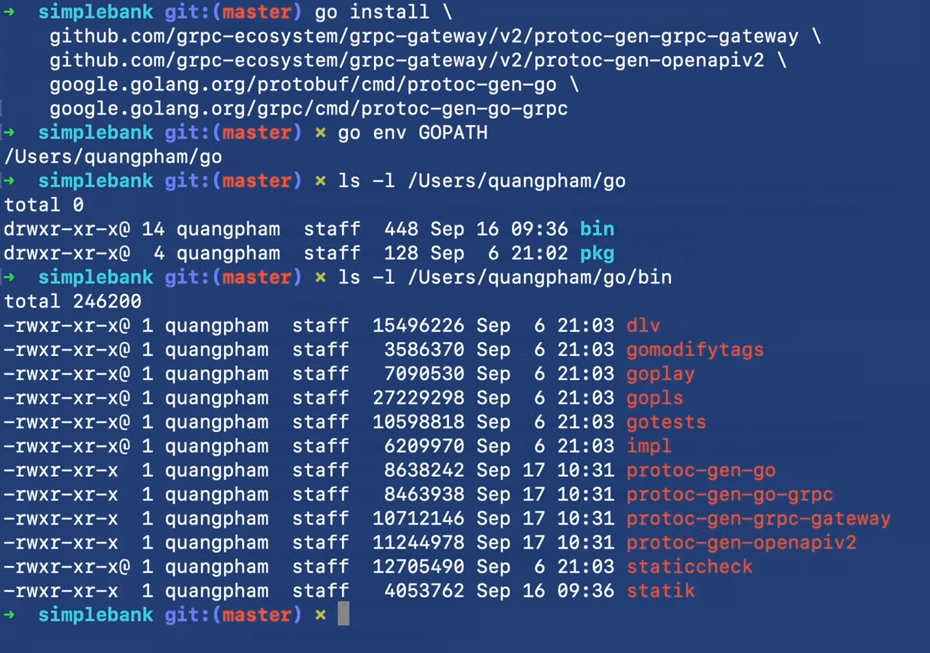 ➜  simplebank git:(master) go install \
    github.com/grpc-ecosystem/grpc-gateway/v2/protoc-gen-grpc-gateway \
    github.com/grpc-ecosystem/grpc-gateway/v2/protoc-gen-openapiv2 \
    google.golang.org/protobuf/cmd/protoc-gen-go \
    google.golang.org/grpc/cmd/protoc-gen-go-grpc
➜  simplebank git:(master) × go env GOPATH
/Users/quangpham/go
➜  simplebank git:(master) × ls -l /Users/quangpham/go
total 0
drwxr-xr-x@ 14 quangpham  staff  448 Sep 16 09:36 bin
drwxr-xr-x@  4 quangpham  staff  128 Sep  6 21:02 pkg
➜  simplebank git:(master) × ls -l /Users/quangpham/go/bin
total 246200
-rwxr-xr-x@ 1 quangpham  staff  15496226 Sep  6 21:03 dlv
-rwxr-xr-x@ 1 quangpham  staff   3586370 Sep  6 21:03 gomodifytags
-rwxr-xr-x@ 1 quangpham  staff   7090530 Sep  6 21:03 goplay
-rwxr-xr-x@ 1 quangpham  staff  27229298 Sep  6 21:03 gopls
-rwxr-xr-x@ 1 quangpham  staff  10598818 Sep  6 21:03 gotests
-rwxr-xr-x@ 1 quangpham  staff   6209970 Sep  6 21:03 impl
-rwxr-xr-x  1 quangpham  staff   8638242 Sep 17 10:31 protoc-gen-go
-rwxr-xr-x  1 quangpham  staff   8463938 Sep 17 10:31 protoc-gen-go-grpc
-rwxr-xr-x  1 quangpham  staff  10712146 Sep 17 10:31 protoc-gen-grpc-gateway
-rwxr-xr-x  1 quangpham  staff  11244978 Sep 17 10:31 protoc-gen-openapiv2
-rwxr-xr-x@ 1 quangpham  staff  12705490 Sep  6 21:03 staticcheck
-rwxr-xr-x  1 quangpham  staff   4053762 Sep 16 09:36 statik
➜  simplebank git:(master) ×